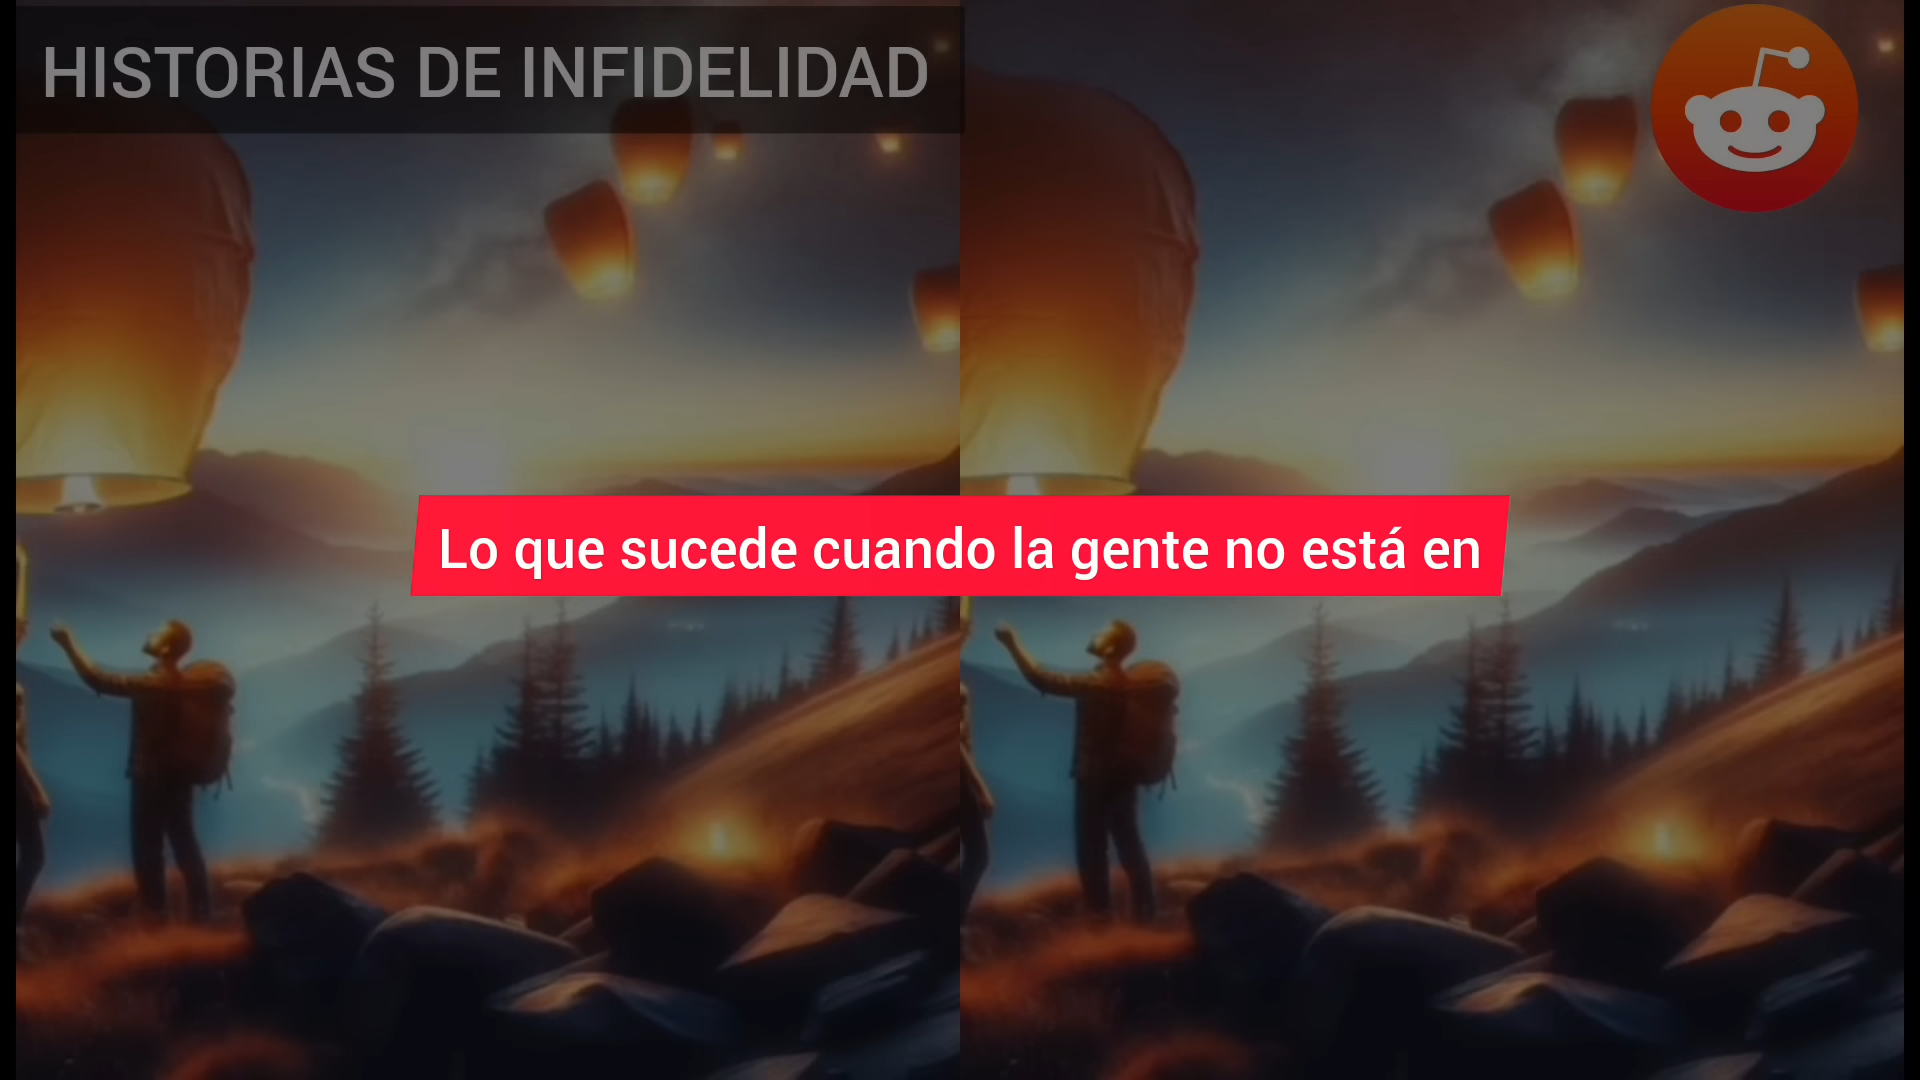 HISTORIAS DE INFIDELIDAD
Lo que sucede cuando la gente no está en